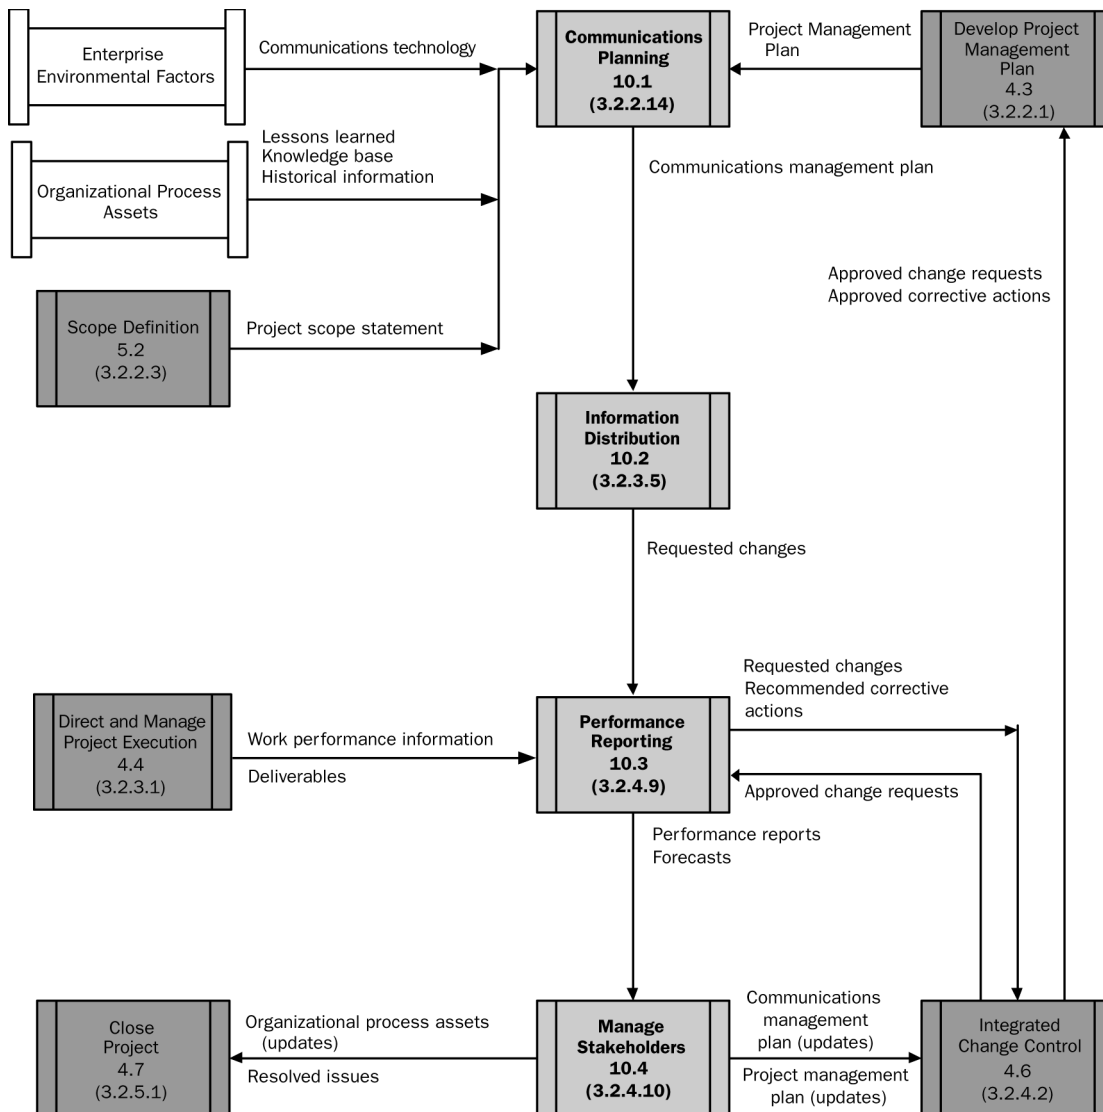 Enterprise
Environmental Factors
Communications technology
Communications
Planning
10.1
(3.2.2.14)
Project Management
Plan
Develop Project
Management
Plan
4.3
(3.2.2.1)
Organizational Process
Assets
Lessons learned
Knowledge base
Historical information
Communications management plan
Approved change requests
Approved corrective actions
Scope Definition
5.2
(3.2.2.3)
Project scope statement
Information
Distribution
10.2
(3.2.3.5)
Requested changes
Direct and Manage
Project Execution
4.4
(3.2.3.1)
Work performance information
Deliverables
Performance
Reporting
10.3
(3.2.4.9)
Requested changes
Recommended corrective
actions
Approved change requests
Performance reports
Forecasts
Close
Project
4.7
(3.2.5.1)
Organizational process assets
(updates)
Resolved issues
Manage
Stakeholders
10.4
(3.2.4.10)
Communications
management
plan (updates)
Project management
plan (updates)
Integrated
Change Control
4.6
(3.2.4.2)